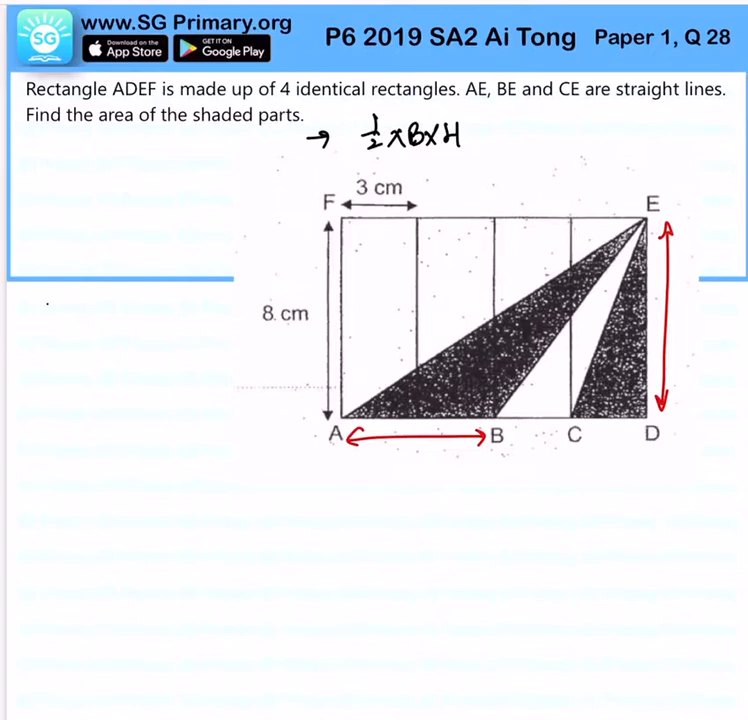 www.SG Primary.org
SG
Download on the
App Store
GET IT ON
Google Play
P6 2019 SA2 Ai Tong Paper 1, Q 28
Rectangle ADEF is made up of 4 identical rectangles. AE, BE and CE are straight lines.
Find the area of the shaded parts.
→ 1/2 x B x H
3 cm
F
E
8 cm
A
B
C
D